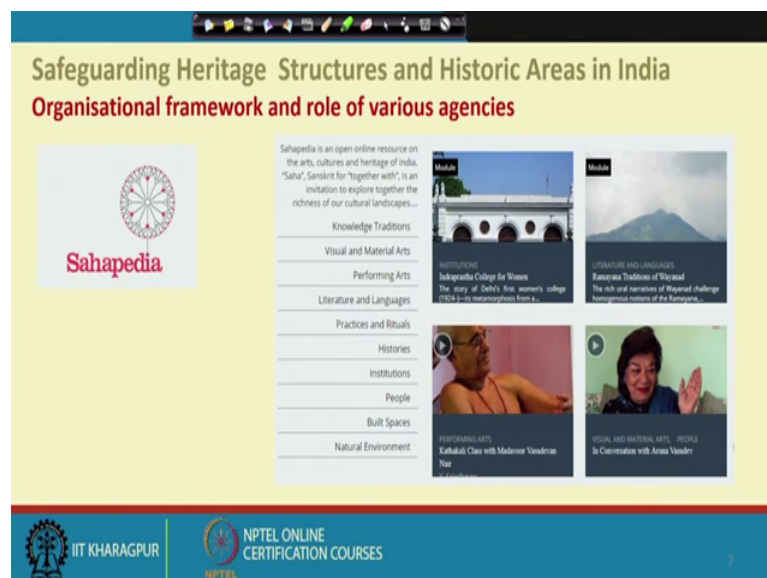 Safeguarding Heritage Structures and Historic Areas in India
Organisational framework and role of various agencies
Sahapedia
Sahapedia is an open online resource on
the arts, cultures and heritage of India.
"Saha", Sanskrit for "together with", is an
invitation to explore together the
richness of our cultural landscapes....
Knowledge Traditions
Visual and Material Arts
Performing Arts
Literature and Languages
Practices and Rituals
Histories
Institutions
People
Built Spaces
Natural Environment
Module
INSTITUTIONS
Indraprastha College for Women
The story of Delhi's first women's college
(1924-)—its metamorphosis from a...
Module
LITERATURE AND LANGUAGES
Ramayana Traditions of Wayanad
The rich oral narratives of Wayanad challenge
homogenous notions of the Ramayana,...
PERFORMING ARTS
Kathakali Class with Madavoor Vasudevan
Nair
VISUAL AND MATERIAL ARTS, PEOPLE
In Conversation with Aruna Vasudev
IIT KHARAGPUR
NPTEL ONLINE
CERTIFICATION COURSES
NPTEL
7